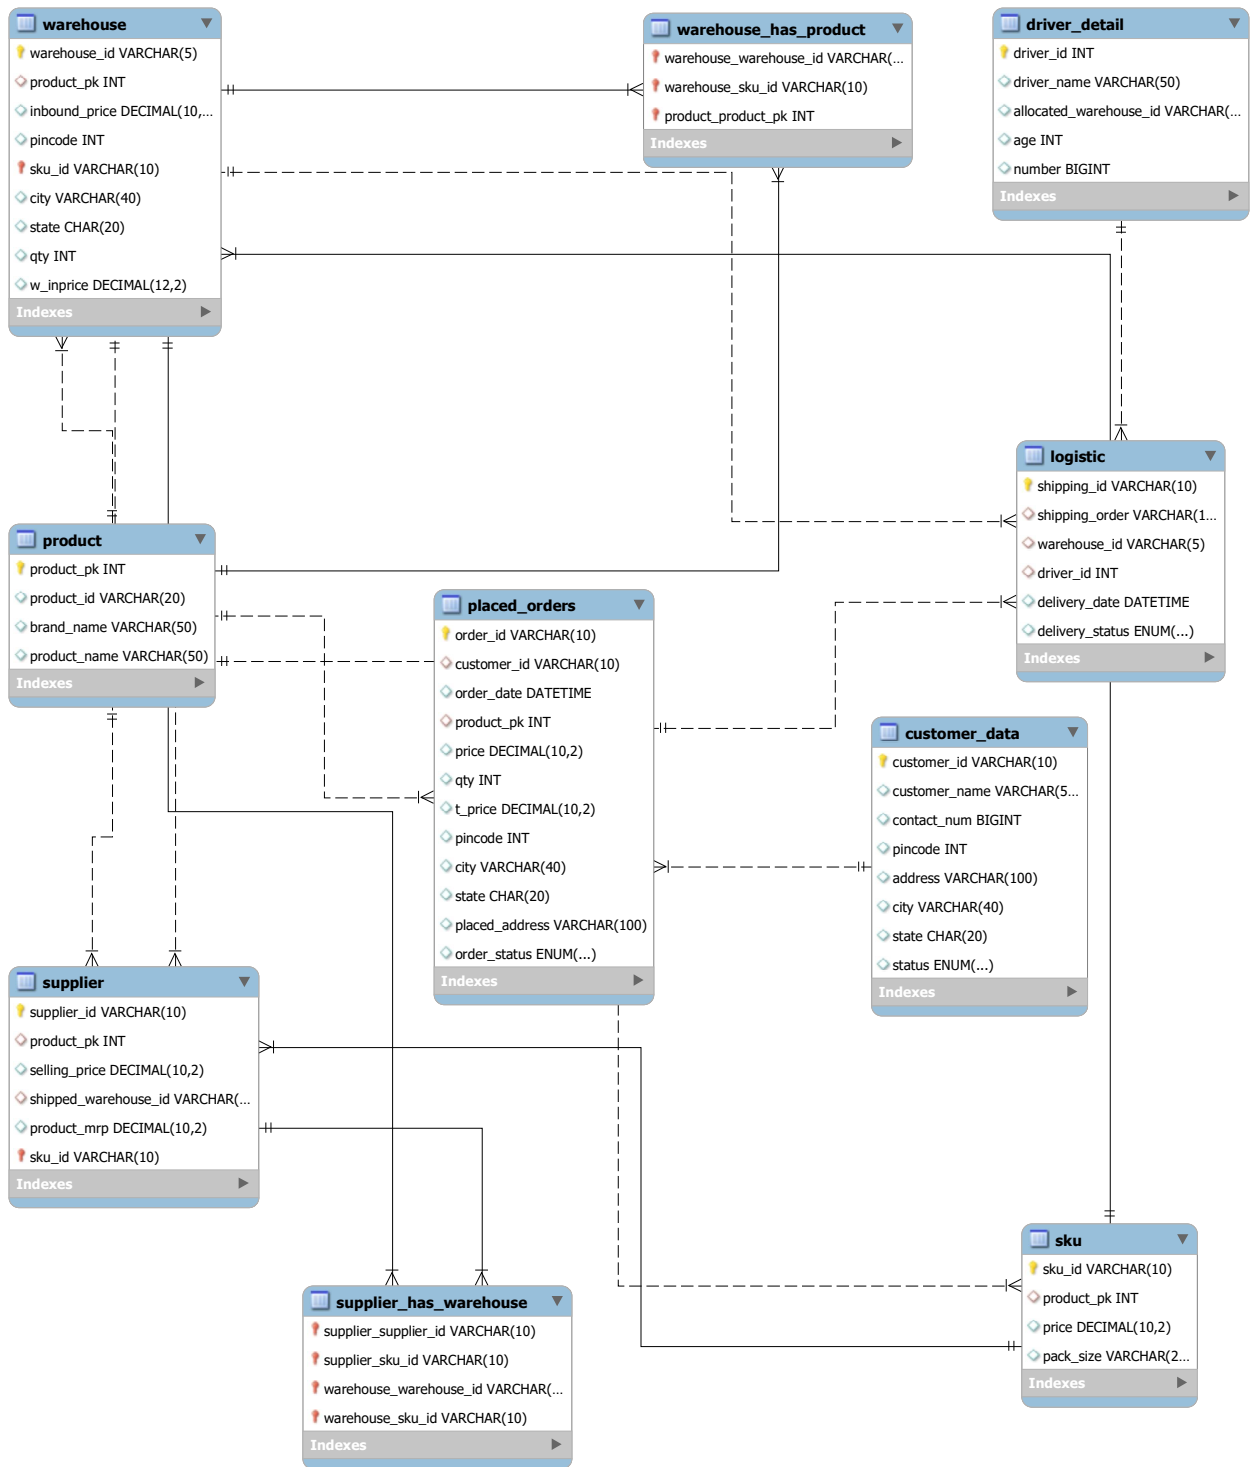 warehouse
warehouse_id VARCHAR(5)
product_pk INT
inbound_price DECIMAL(10,...
pincode INT
sku_id VARCHAR(10)
city VARCHAR(40)
state CHAR(20)
qty INT
w_inprice DECIMAL(12,2)
Indexes
warehouse_has_product
warehouse_warehouse_id VARCHAR(...
warehouse_sku_id VARCHAR(10)
product_product_pk INT
Indexes
driver_detail
driver_id INT
driver_name VARCHAR(50)
allocated_warehouse_id VARCHAR(...
age INT
number BIGINT
Indexes
logistic
shipping_id VARCHAR(10)
shipping_order VARCHAR(1...
warehouse_id VARCHAR(5)
driver_id INT
delivery_date DATETIME
delivery_status ENUM(...)
Indexes
product
product_pk INT
product_id VARCHAR(20)
brand_name VARCHAR(50)
product_name VARCHAR(50)
Indexes
placed_orders
order_id VARCHAR(10)
customer_id VARCHAR(10)
order_date DATETIME
product_pk INT
price DECIMAL(10,2)
qty INT
t_price DECIMAL(10,2)
pincode INT
city VARCHAR(40)
state CHAR(20)
placed_address VARCHAR(100)
order_status ENUM(...)
Indexes
customer_data
customer_id VARCHAR(10)
customer_name VARCHAR(5...
contact_num BIGINT
pincode INT
address VARCHAR(100)
city VARCHAR(40)
state CHAR(20)
status ENUM(...)
Indexes
supplier
supplier_id VARCHAR(10)
product_pk INT
selling_price DECIMAL(10,2)
shipped_warehouse_id VARCHAR(...
product_mrp DECIMAL(10,2)
sku_id VARCHAR(10)
Indexes
supplier_has_warehouse
supplier_supplier_id VARCHAR(10)
supplier_sku_id VARCHAR(10)
warehouse_warehouse_id VARCHAR(...
warehouse_sku_id VARCHAR(10)
Indexes
sku
sku_id VARCHAR(10)
product_pk INT
price DECIMAL(10,2)
pack_size VARCHAR(2...
Indexes